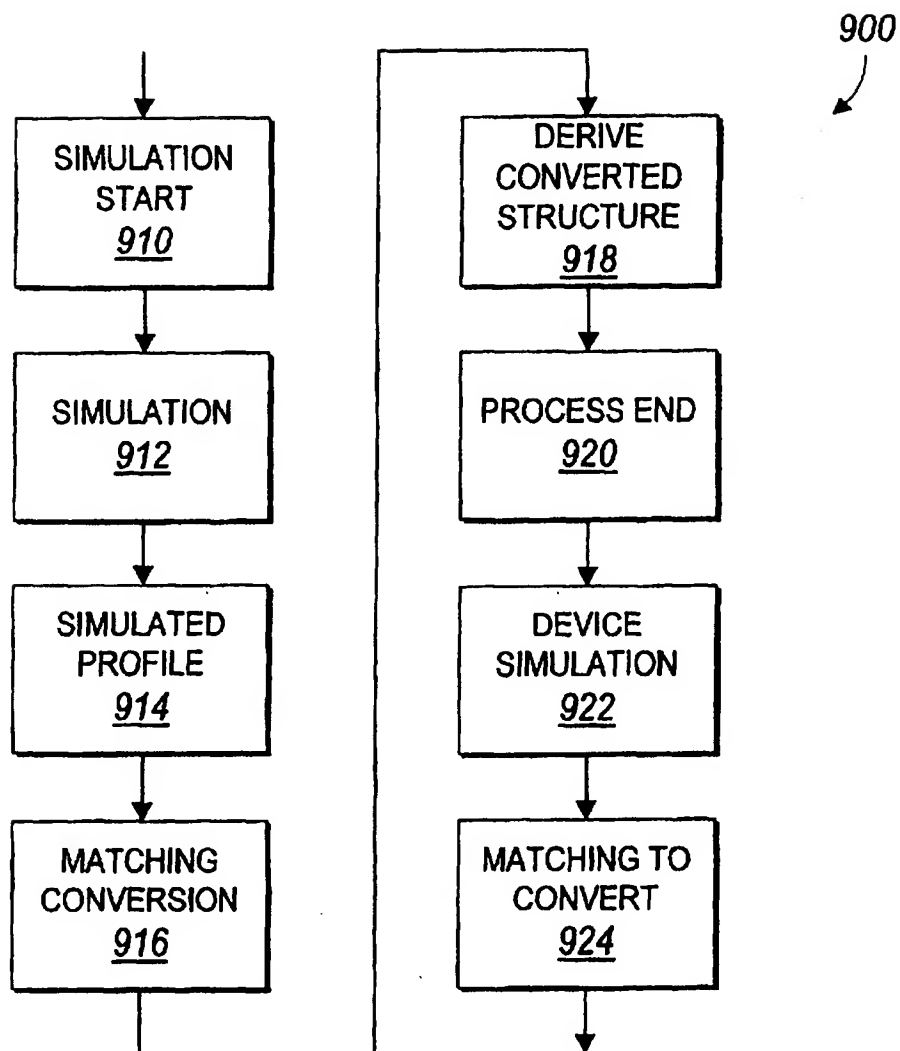 900
SIMULATION
START
910
SIMULATION
912
SIMULATED
PROFILE
914
MATCHING
CONVERSION
916
DERIVE
CONVERTED
STRUCTURE
918
PROCESS END
920
DEVICE
SIMULATION
922
MATCHING TO
CONVERT
924